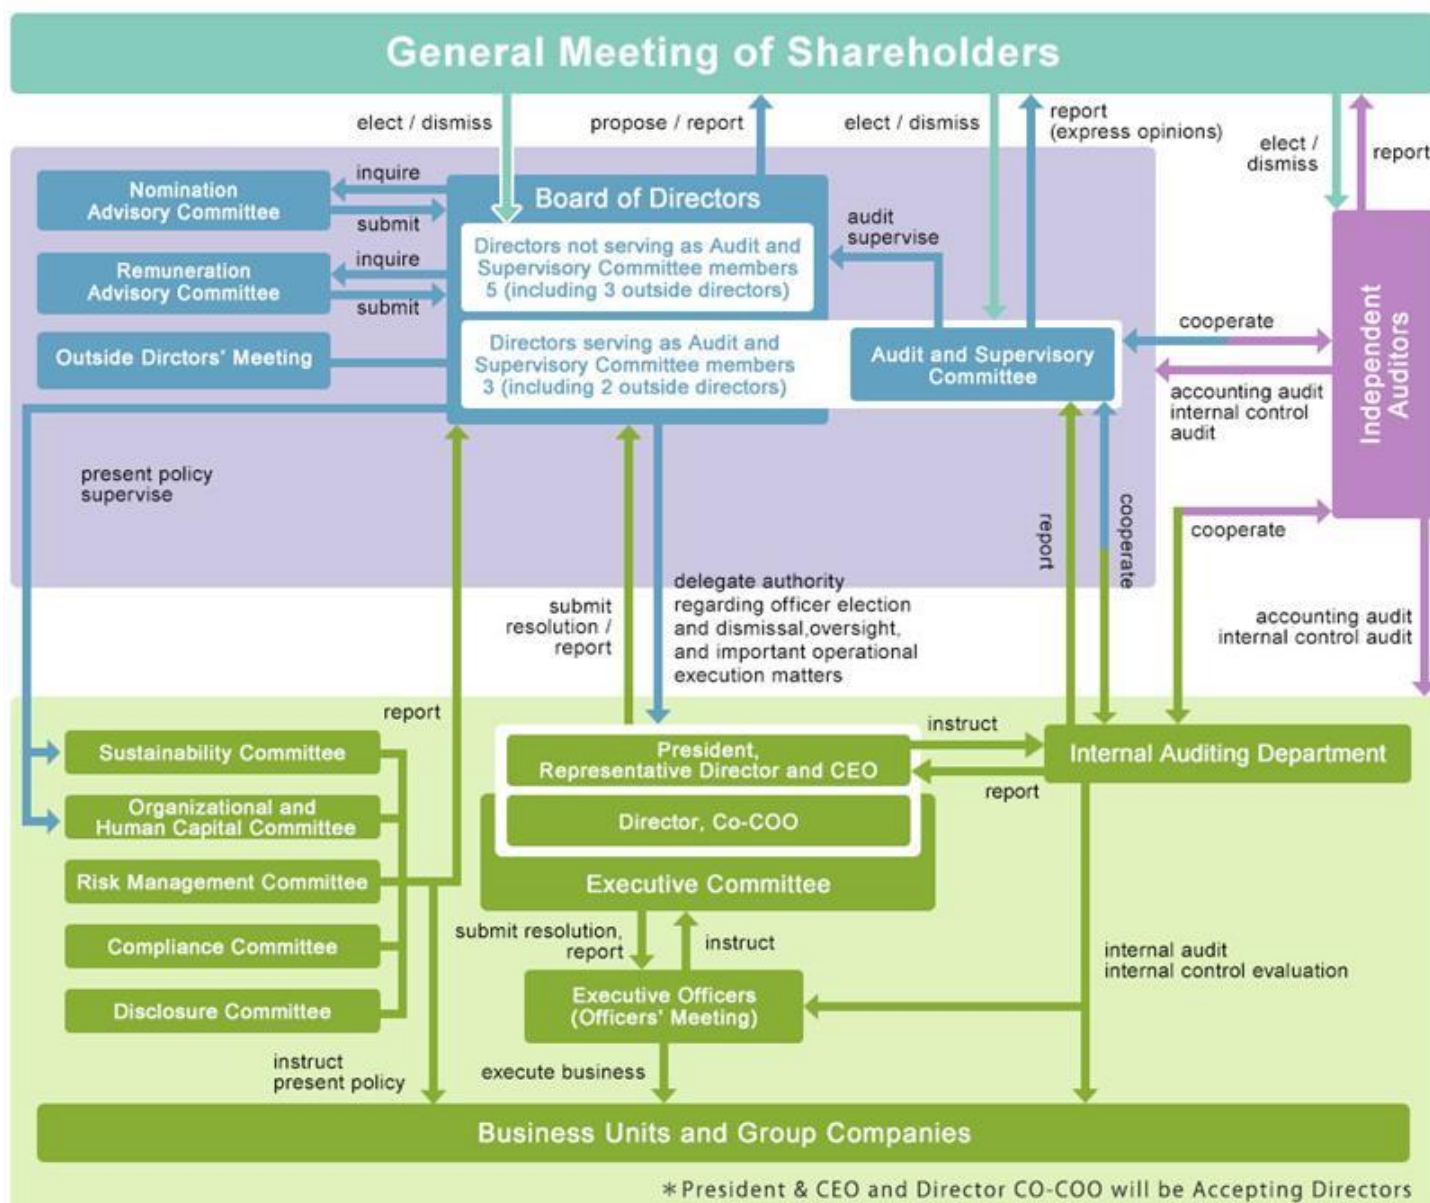 General Meeting of Shareholders
elect / dismiss
propose / report
elect / dismiss
report
(express opinions)
elect /
dismiss
report
Nomination
Advisory Committee
inquire
submit
Remuneration
Advisory Committee
inquire
submit
Outside Dirctors' Meeting
Board of Directors
Directors not serving as Audit and
Supervisory Committee members
5 (including 3 outside directors)
Directors serving as Audit and
Supervisory Committee members
3 (including 2 outside directors)
audit
supervise
Audit and Supervisory
Committee
cooperate
accounting audit
internal control
audit
Independent
Auditors
present policy
supervise
report
cooperate
cooperate
submit
resolution /
report
delegate authority
regarding officer election
and dismissal,oversight,
and important operational
execution matters
accounting audit
internal control audit
report
Sustainability Committee
Organizational and
Human Capital Committee
Risk Management Committee
Compliance Committee
Disclosure Committee
President,
Representative Director and CEO
Director, Co-COO
Executive Committee
instruct
report
Internal Auditing Department
submit resolution,
report
instruct
Executive Officers
(Officers' Meeting)
internal audit
internal control evaluation
instruct
present policy
execute business
Business Units and Group Companies
*President & CEO and Director CO-COO will be Accepting Directors